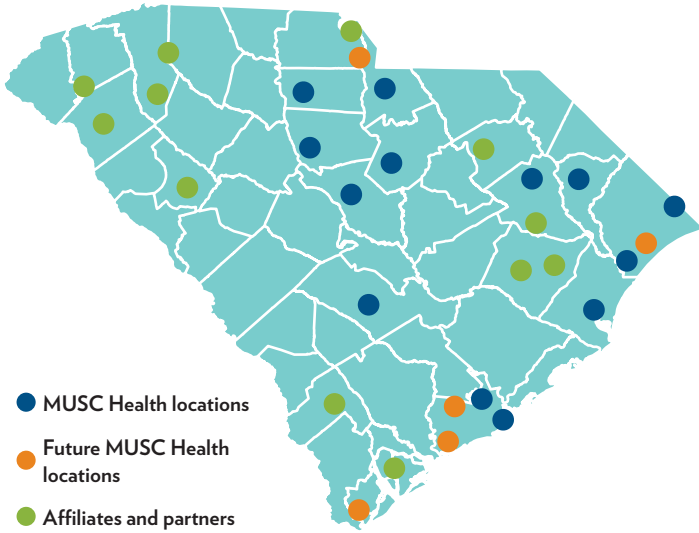 MUSC Health locations
Future MUSC Health
locations
Affiliates and partners